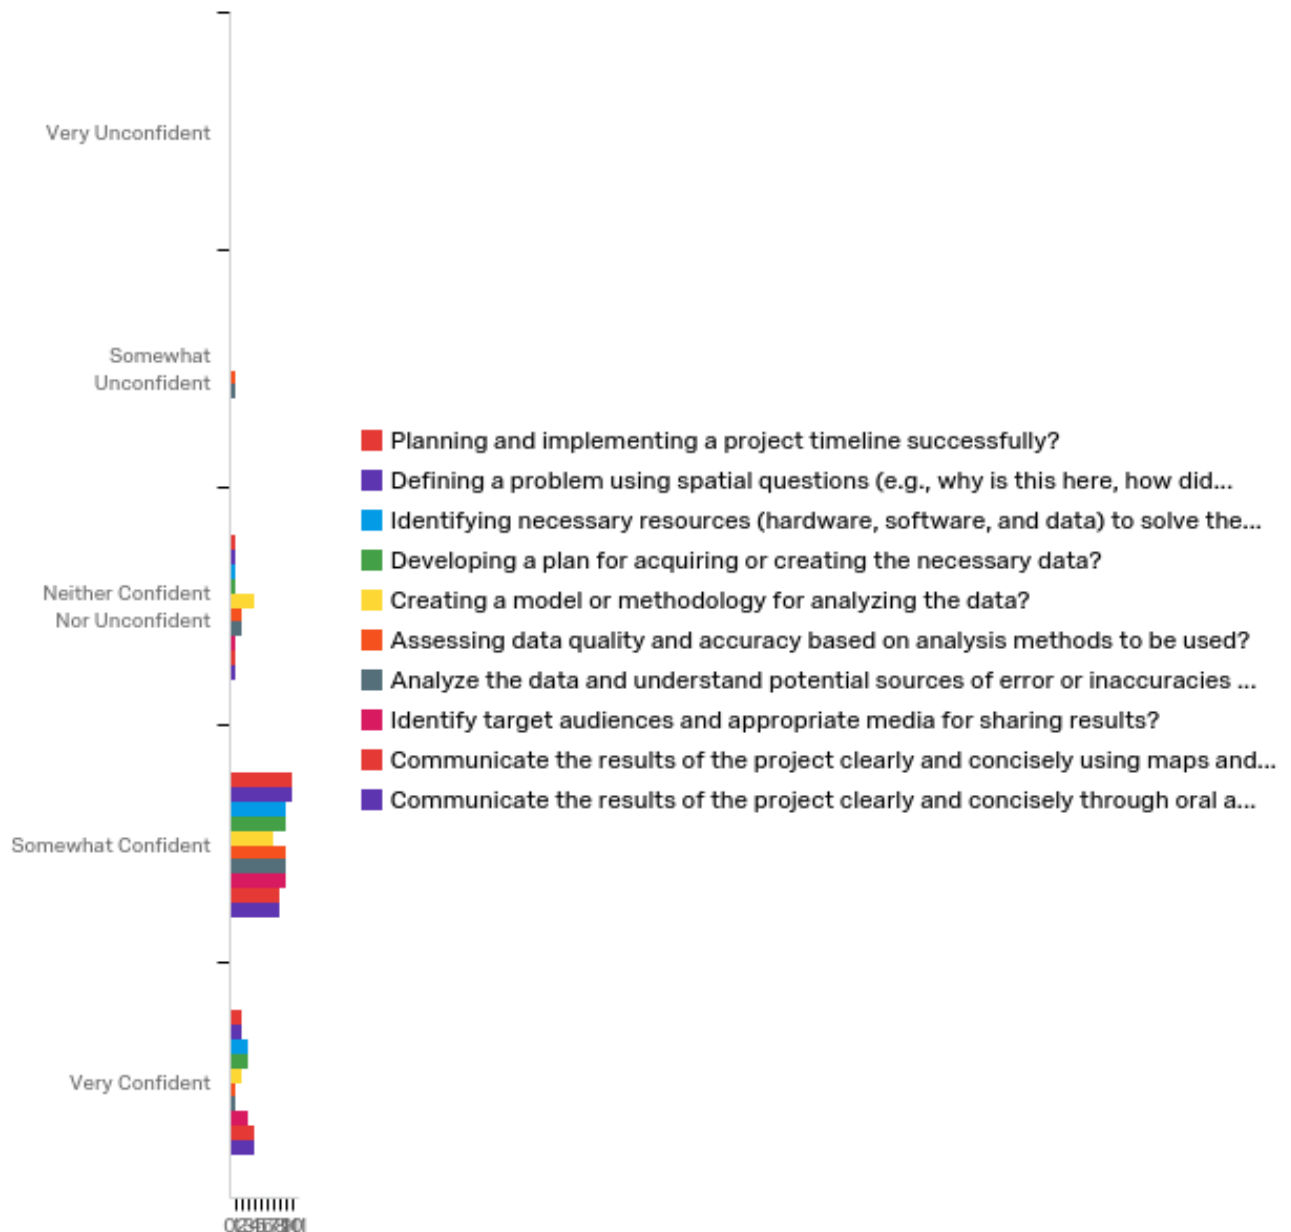 Very Unconfident
Somewhat
Unconfident
Neither Confident
Nor Unconfident
Somewhat Confident
Very Confident
Planning and implementing a project timeline successfully?
Defining a problem using spatial questions (e.g., why is this here, how did...
Identifying necessary resources (hardware, software, and data) to solve the...
Developing a plan for acquiring or creating the necessary data?
Creating a model or methodology for analyzing the data?
Assessing data quality and accuracy based on analysis methods to be used?
Analyze the data and understand potential sources of error or inaccuracies ...
Identify target audiences and appropriate media for sharing results?
Communicate the results of the project clearly and concisely using maps and...
Communicate the results of the project clearly and concisely through oral a...